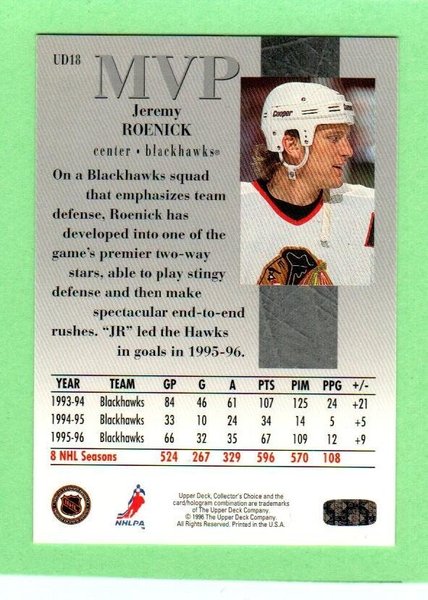 UD18
MVP
Jeremy
ROENICK
center • blackhawks®
On a Blackhawks squad
that emphasizes team
defense, Roenick has
developed into one of the
game's premier two-way
stars, able to play stingy
defense and then make
spectacular end-to-end
rushes. "JR" led the Hawks
in goals in 1995-96.
Cooper
YEAR TEAM GP G A PTS PIM PPG +/-
1993-94 Blackhawks 84 46 61 107 125 24 +21
1994-95 Blackhawks 33 10 24 34 14 5 +5
1995-96 Blackhawks 66 32 35 67 109 12 +9
8 NHL Seasons 524 267 329 596 570 108
NHLPA
Upper Deck, Collector's Choice and the
card/hologram combination are trademarks
of The Upper Deck Company.
© 1996 The Upper Deck Company.
All Rights Reserved. Printed in the U.S.A.